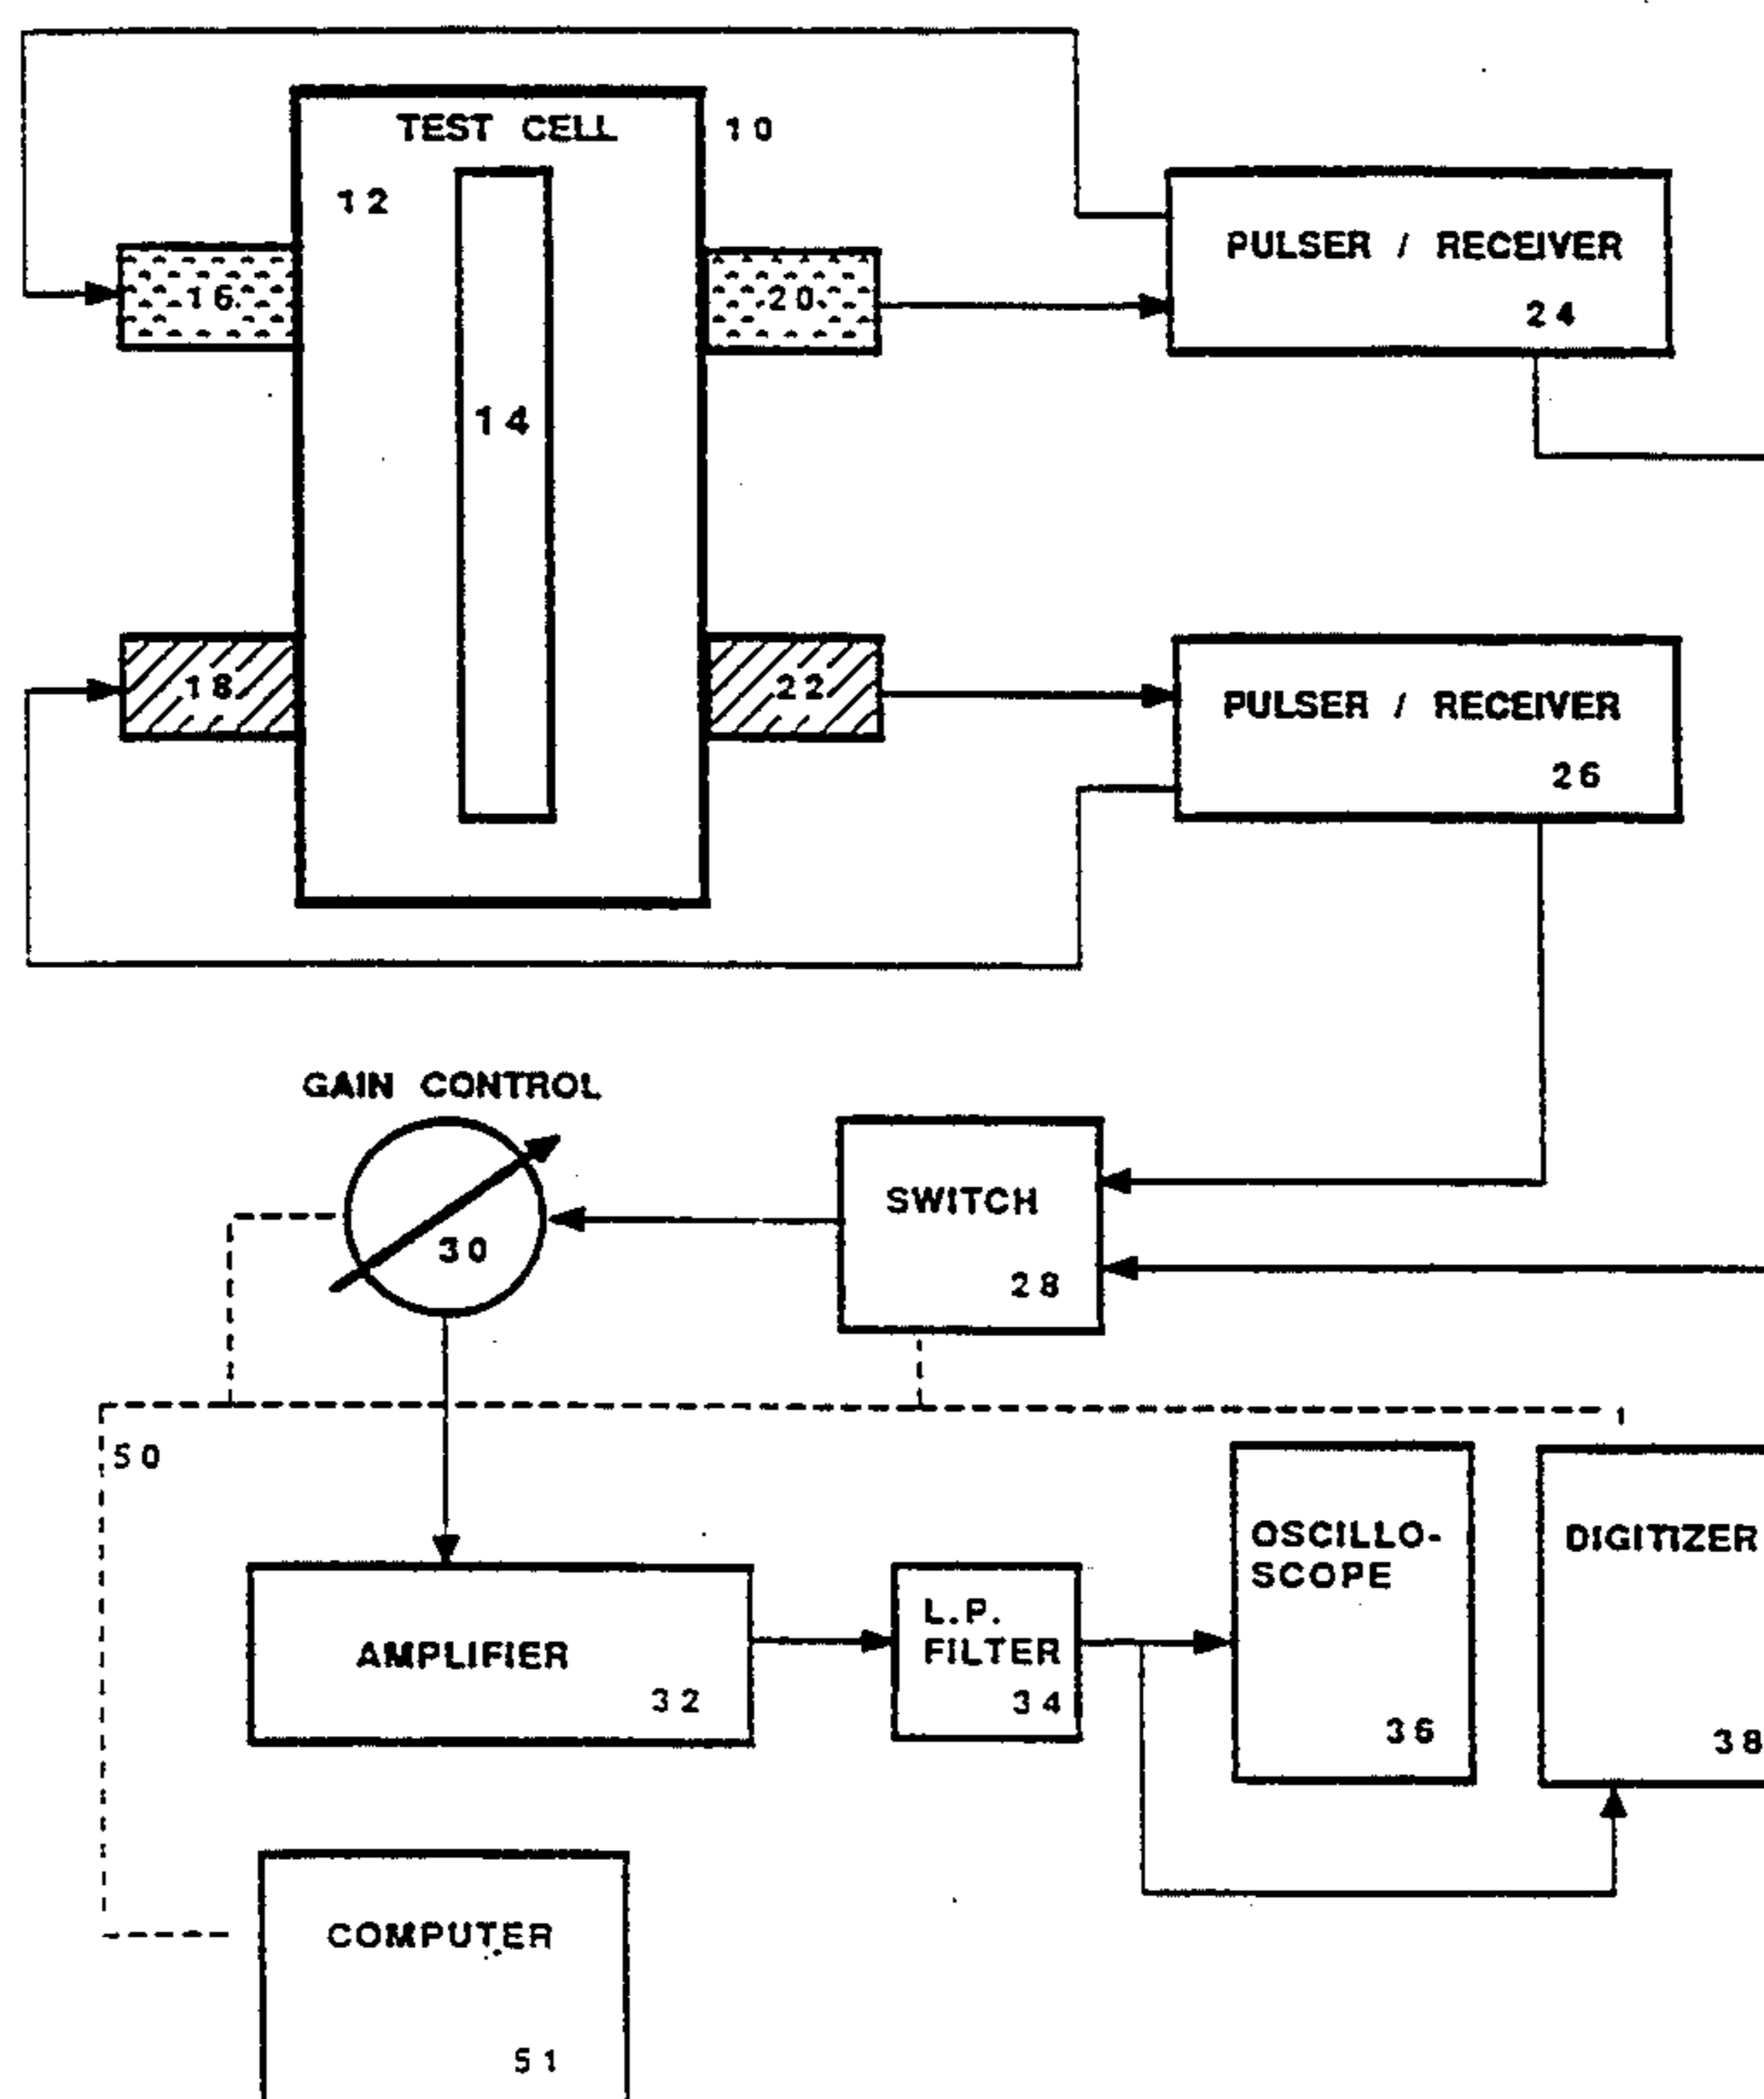 TEST CELL
10
12
14
16
20
PULSER / RECEIVER
24
18
22
PULSER / RECEIVER
26
GAIN CONTROL
30
SWITCH
28
50
AMPLIFIER
32
L.P.
FILTER
34
OSCILLO-
SCOPE
36
DIGITIZER
38
COMPUTER
51